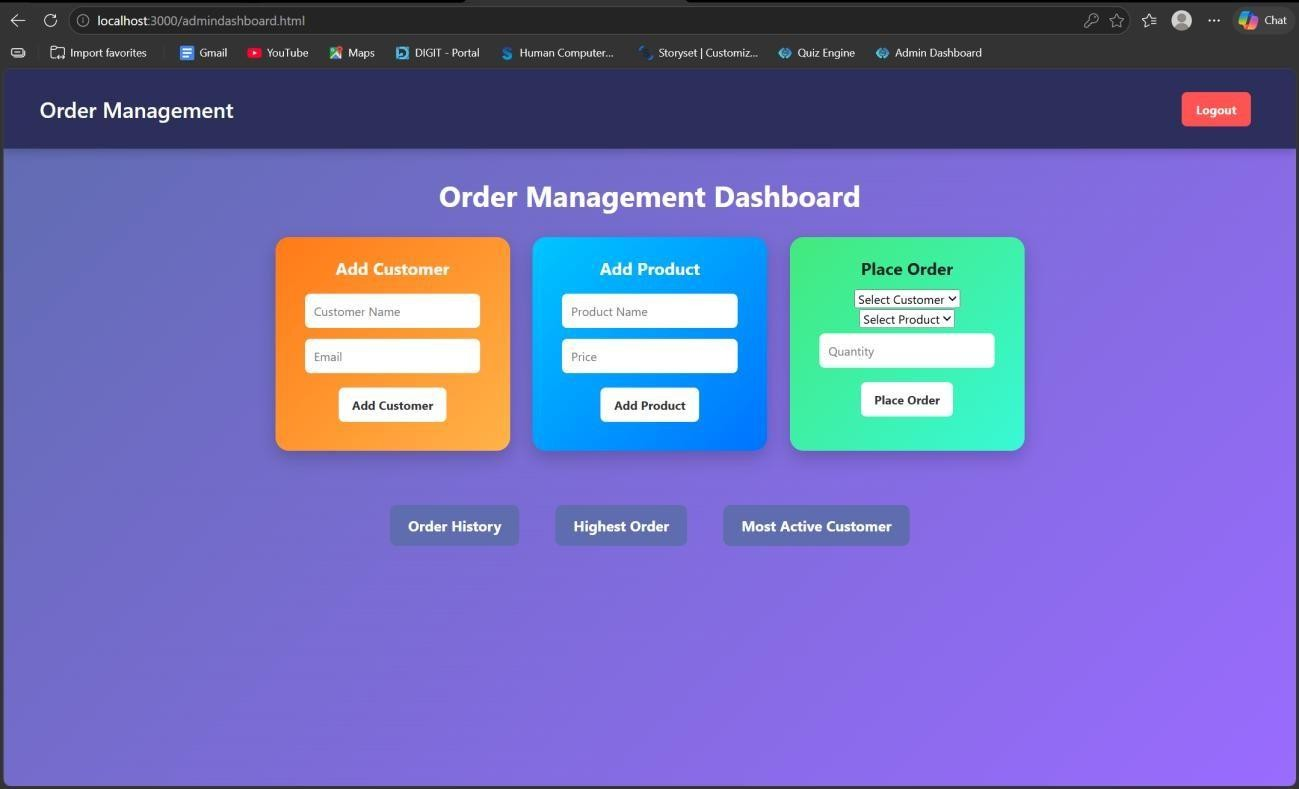 localhost:3000/admindashboard.html
Chat
Import favorites Gmail YouTube Maps DIGIT - Portal Human Computer... Storyset | Customiz... Quiz Engine Admin Dashboard
Order Management
Logout
Order Management Dashboard
Add Customer
Customer Name
Email
Add Customer
Add Product
Product Name
Price
Add Product
Place Order
Select Customer
Select Product
Quantity
Place Order
Order History Highest Order Most Active Customer